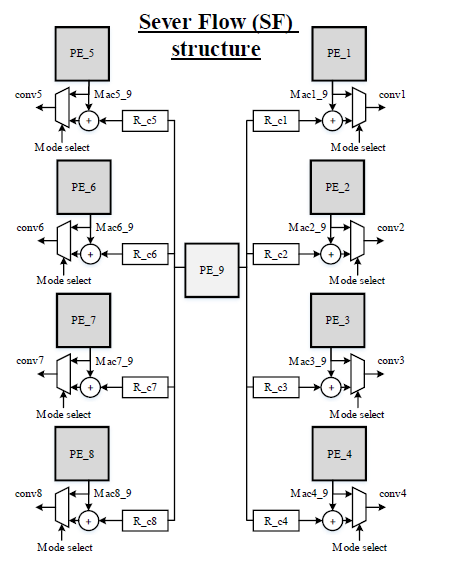 Sever Flow (SF)
structure
PE_5
PE_1
conv5
Mac5_9
Mac1_9
conv1
R_c5
R_c1
+
+
Mode select
Mode select
PE_6
PE_2
conv6
Mac6_9
Mac2_9
conv2
R_c6
R_c2
+
+
PE_9
Mode select
Mode select
PE_7
PE_3
conv7
Mac7_9
Mac3_9
conv3
R_c7
R_c3
+
+
Mode select
Mode select
PE_8
PE_4
conv8
Mac8_9
Mac4_9
conv4
R_c8
R_c4
+
+
Mode select
Mode select